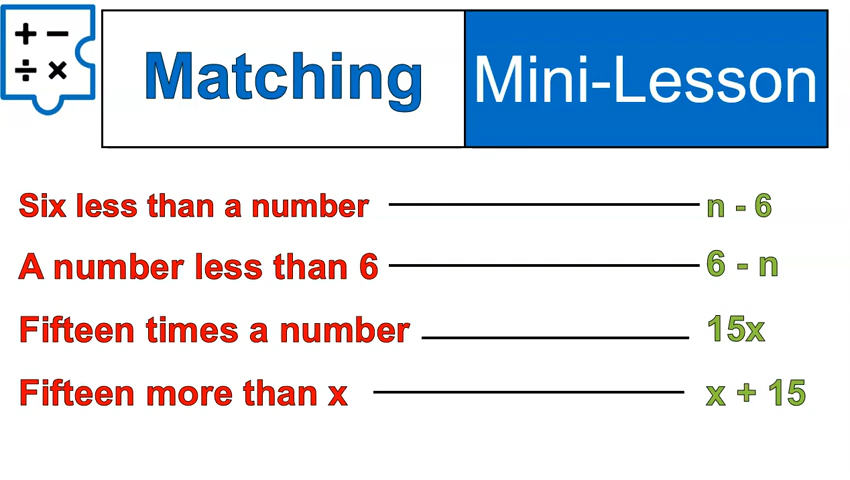 + −
÷ ×
Matching Mini-Lesson
Six less than a number n - 6
A number less than 6 6 - n
Fifteen times a number 15x
Fifteen more than x x + 15